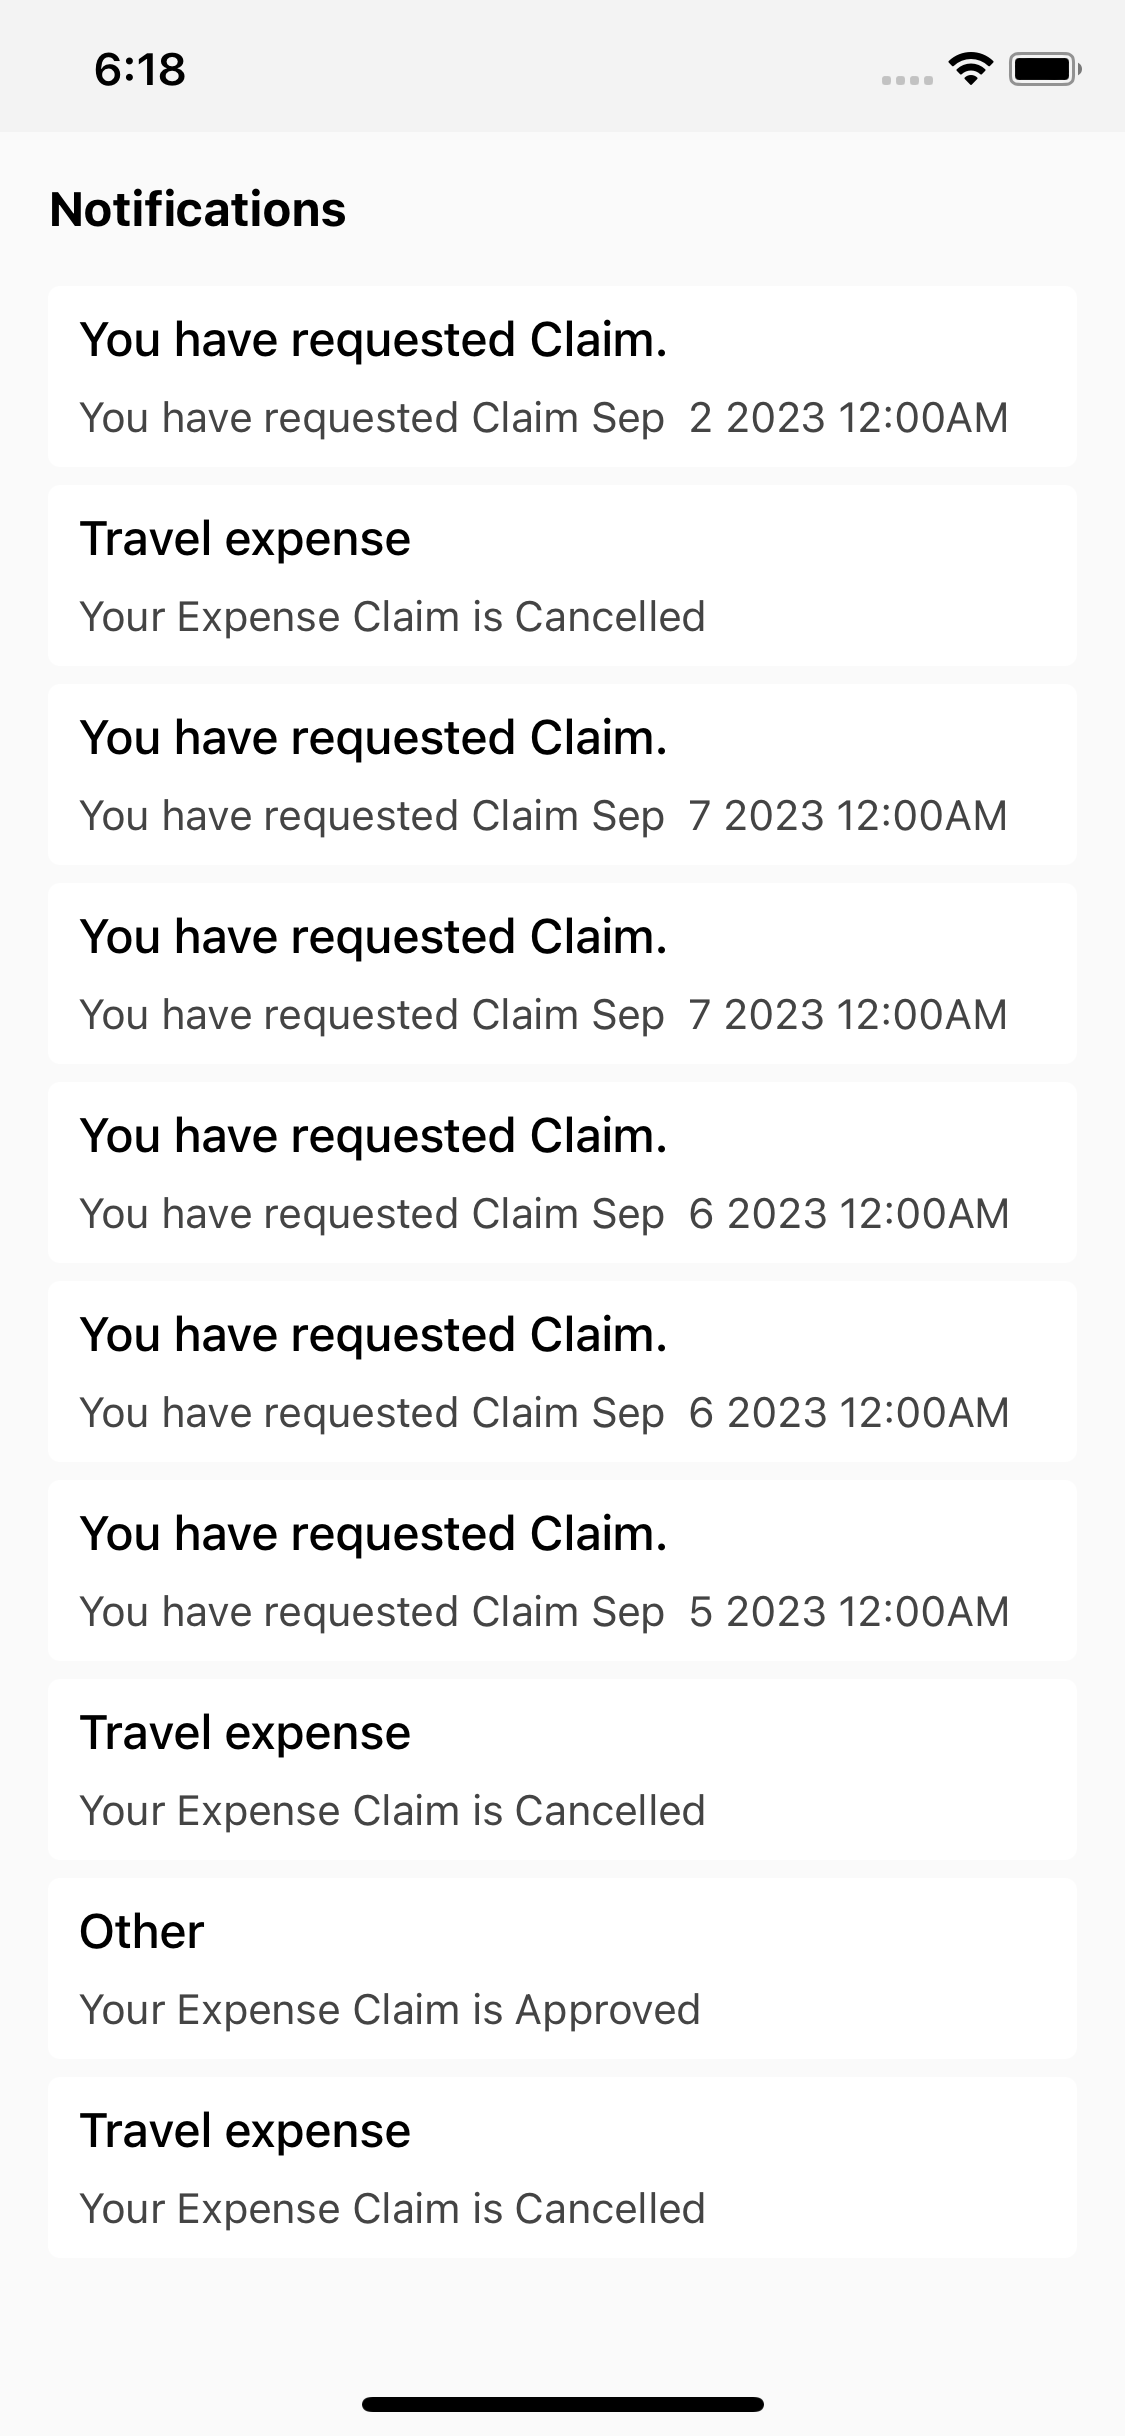 6:18
Notifications
You have requested Claim.
You have requested Claim Sep  2 2023 12:00AM
Travel expense
Your Expense Claim is Cancelled
You have requested Claim.
You have requested Claim Sep  7 2023 12:00AM
You have requested Claim.
You have requested Claim Sep  7 2023 12:00AM
You have requested Claim.
You have requested Claim Sep  6 2023 12:00AM
You have requested Claim.
You have requested Claim Sep  6 2023 12:00AM
You have requested Claim.
You have requested Claim Sep  5 2023 12:00AM
Travel expense
Your Expense Claim is Cancelled
Other
Your Expense Claim is Approved
Travel expense
Your Expense Claim is Cancelled